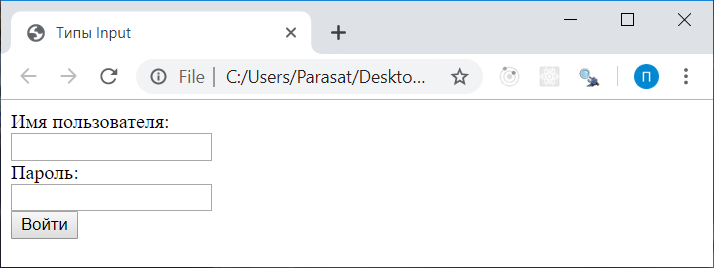 Типы Input
File
C:/Users/Parasat/Deskto...
П
Имя пользователя:
Пароль:
Войти